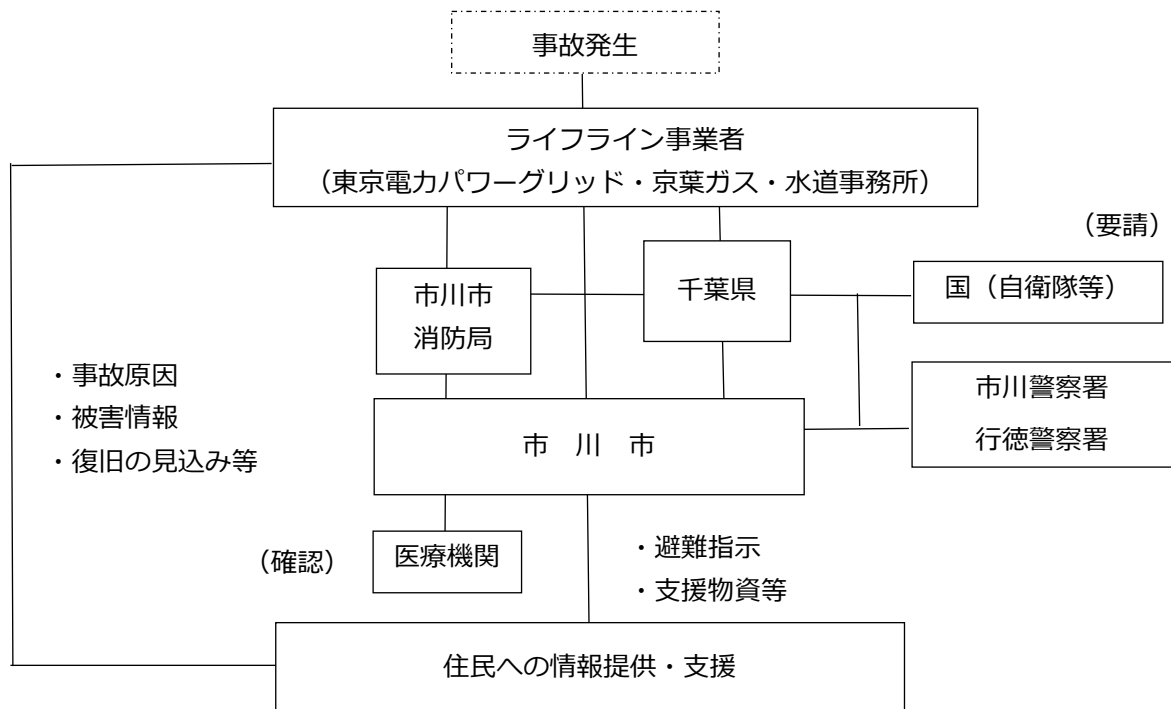 事故発生
ライフライン事業者
（東京電力パワーグリッド・京葉ガス・水道事務所）
（要請）
市川市
消防局
千葉県
国（自衛隊等）
・事故原因
・被害情報
・復旧の見込み等
市川警察署
行徳警察署
市　川　市
（確認）
医療機関
・避難指示
・支援物資等
住民への情報提供・支援